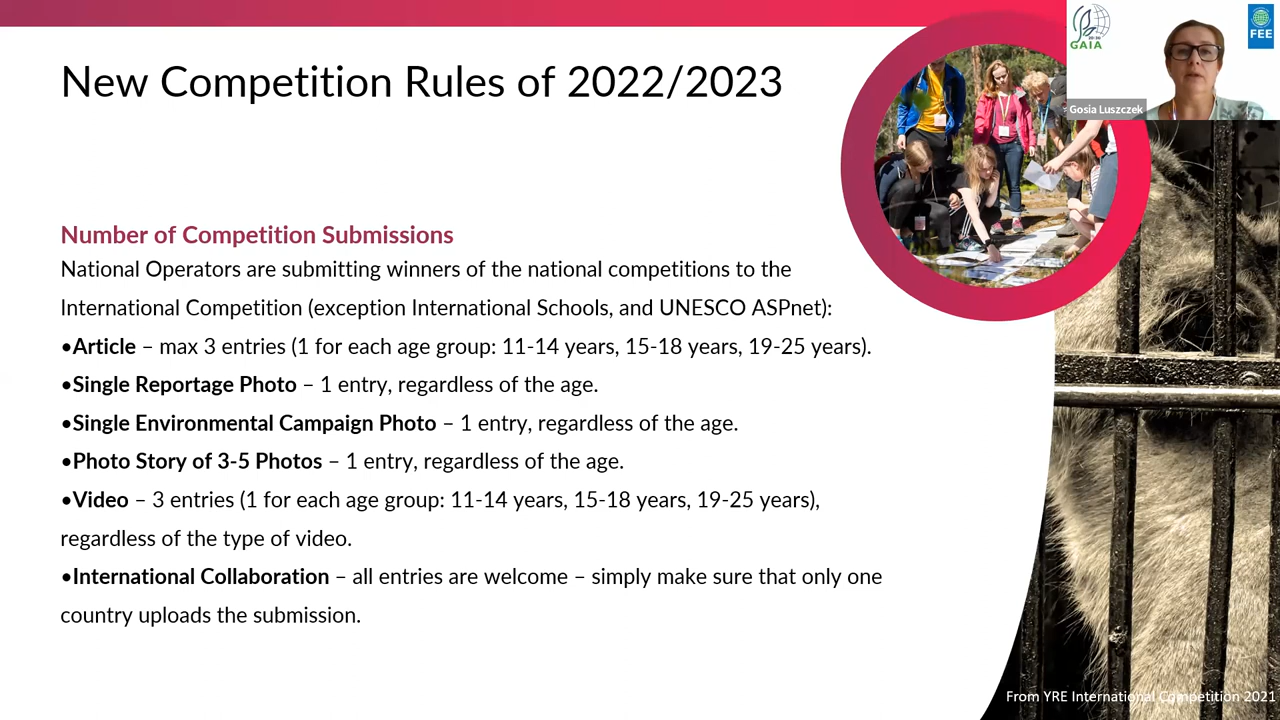 New Competition Rules of 2022/2023
GAIA
20:30
FEE
Gosia Luszczek
Number of Competition Submissions
National Operators are submitting winners of the national competitions to the
International Competition (exception International Schools, and UNESCO ASPnet):
•Article – max 3 entries (1 for each age group: 11-14 years, 15-18 years, 19-25 years).
•Single Reportage Photo – 1 entry, regardless of the age.
•Single Environmental Campaign Photo – 1 entry, regardless of the age.
•Photo Story of 3-5 Photos – 1 entry, regardless of the age.
•Video – 3 entries (1 for each age group: 11-14 years, 15-18 years, 19-25 years),
regardless of the type of video.
•International Collaboration – all entries are welcome – simply make sure that only one
country uploads the submission.
From YRE International Competition 2021